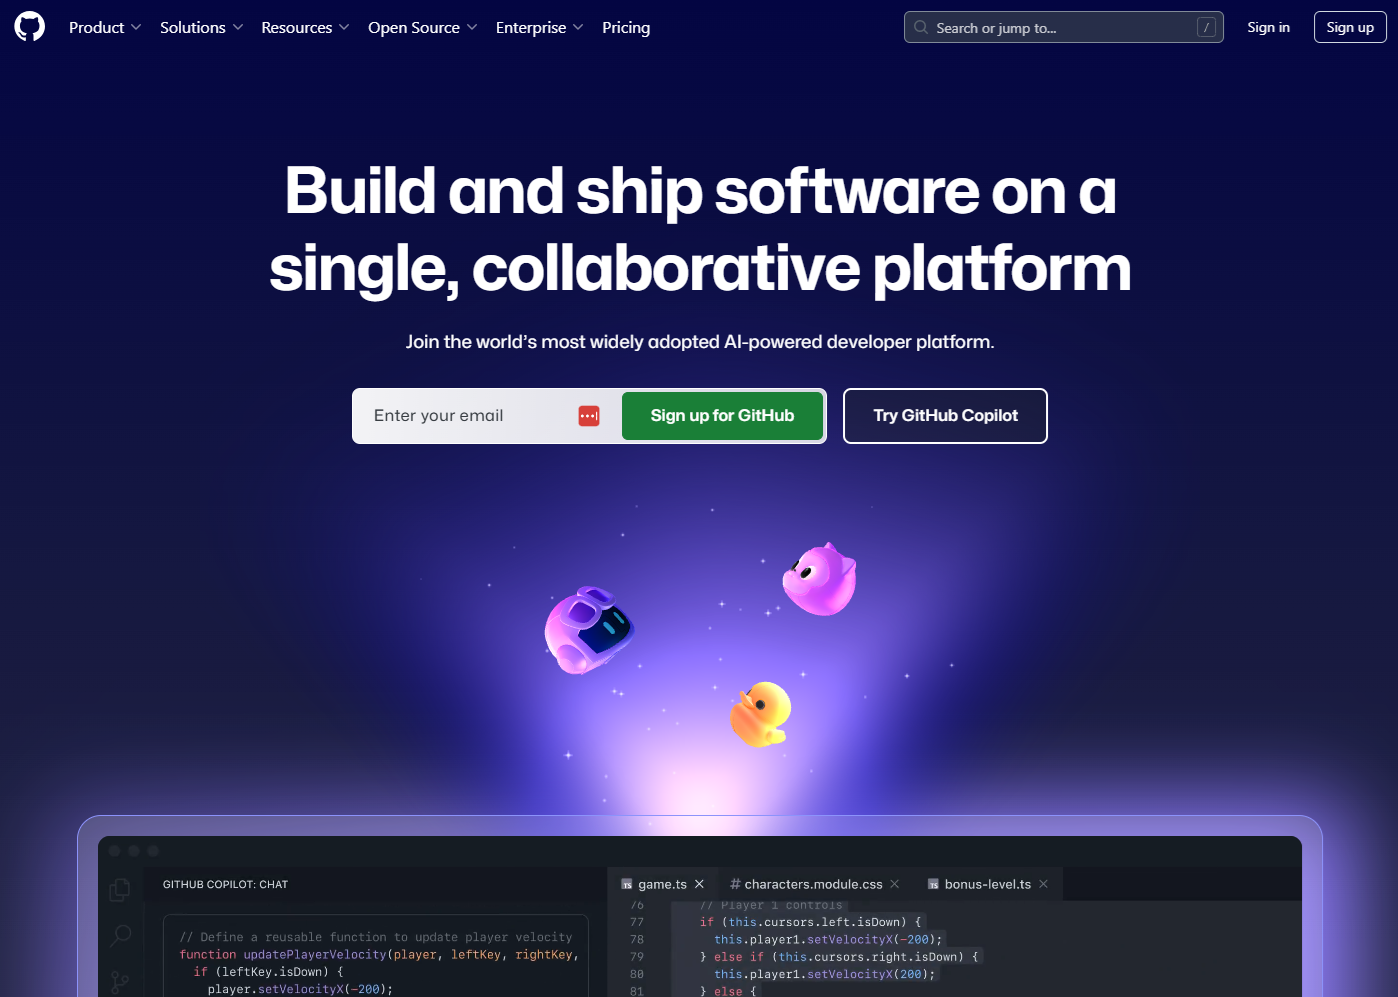 Product Solutions Resources Open Source Enterprise Pricing Search or jump to... / Sign in Sign up
Build and ship software on a
single, collaborative platform
Join the world’s most widely adopted AI-powered developer platform.
Enter your email Sign up for GitHub Try GitHub Copilot
GITHUB COPILOT: CHAT
// Define a reusable function to update player velocity
function updatePlayerVelocity(player, leftKey, rightKey,
if (leftKey.isDown) {
player.setVelocityX(-200);
TS game.ts × # characters.module.css × TS bonus-level.ts ×
76 // Player 1 controls
77 if (this.cursors.left.isDown) {
78 this.player1.setVelocityX(-200);
79 } else if (this.cursors.right.isDown) {
80 this.player1.setVelocityX(200);
81 } else {